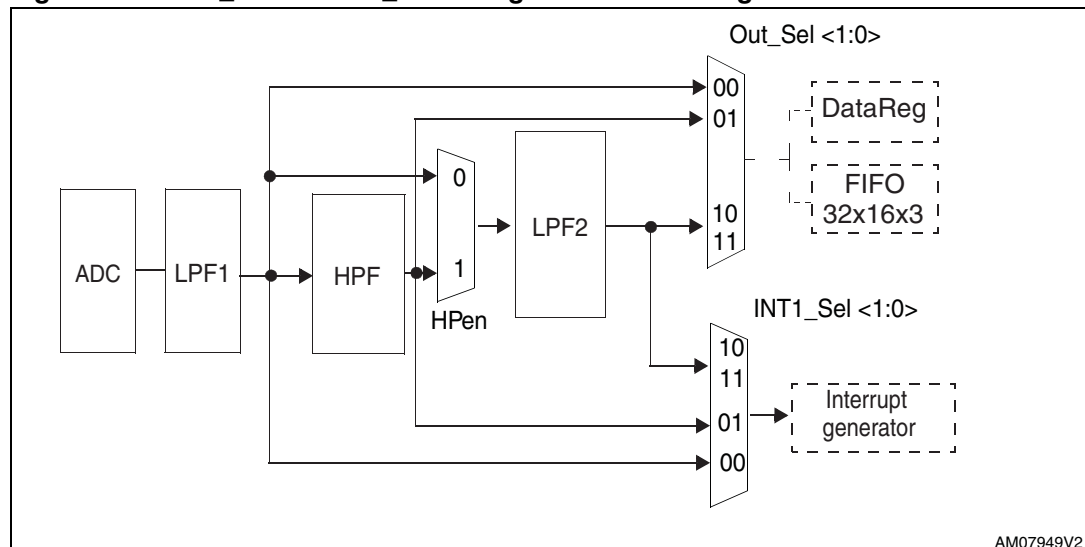 Out_Sel <1:0>
00
01
10
11
DataReg
FIFO
32x16x3
0
1
HPen
ADC
LPF1
HPF
LPF2
INT1_Sel <1:0>
10
11
01
00
Interrupt
generator
AM07949V2